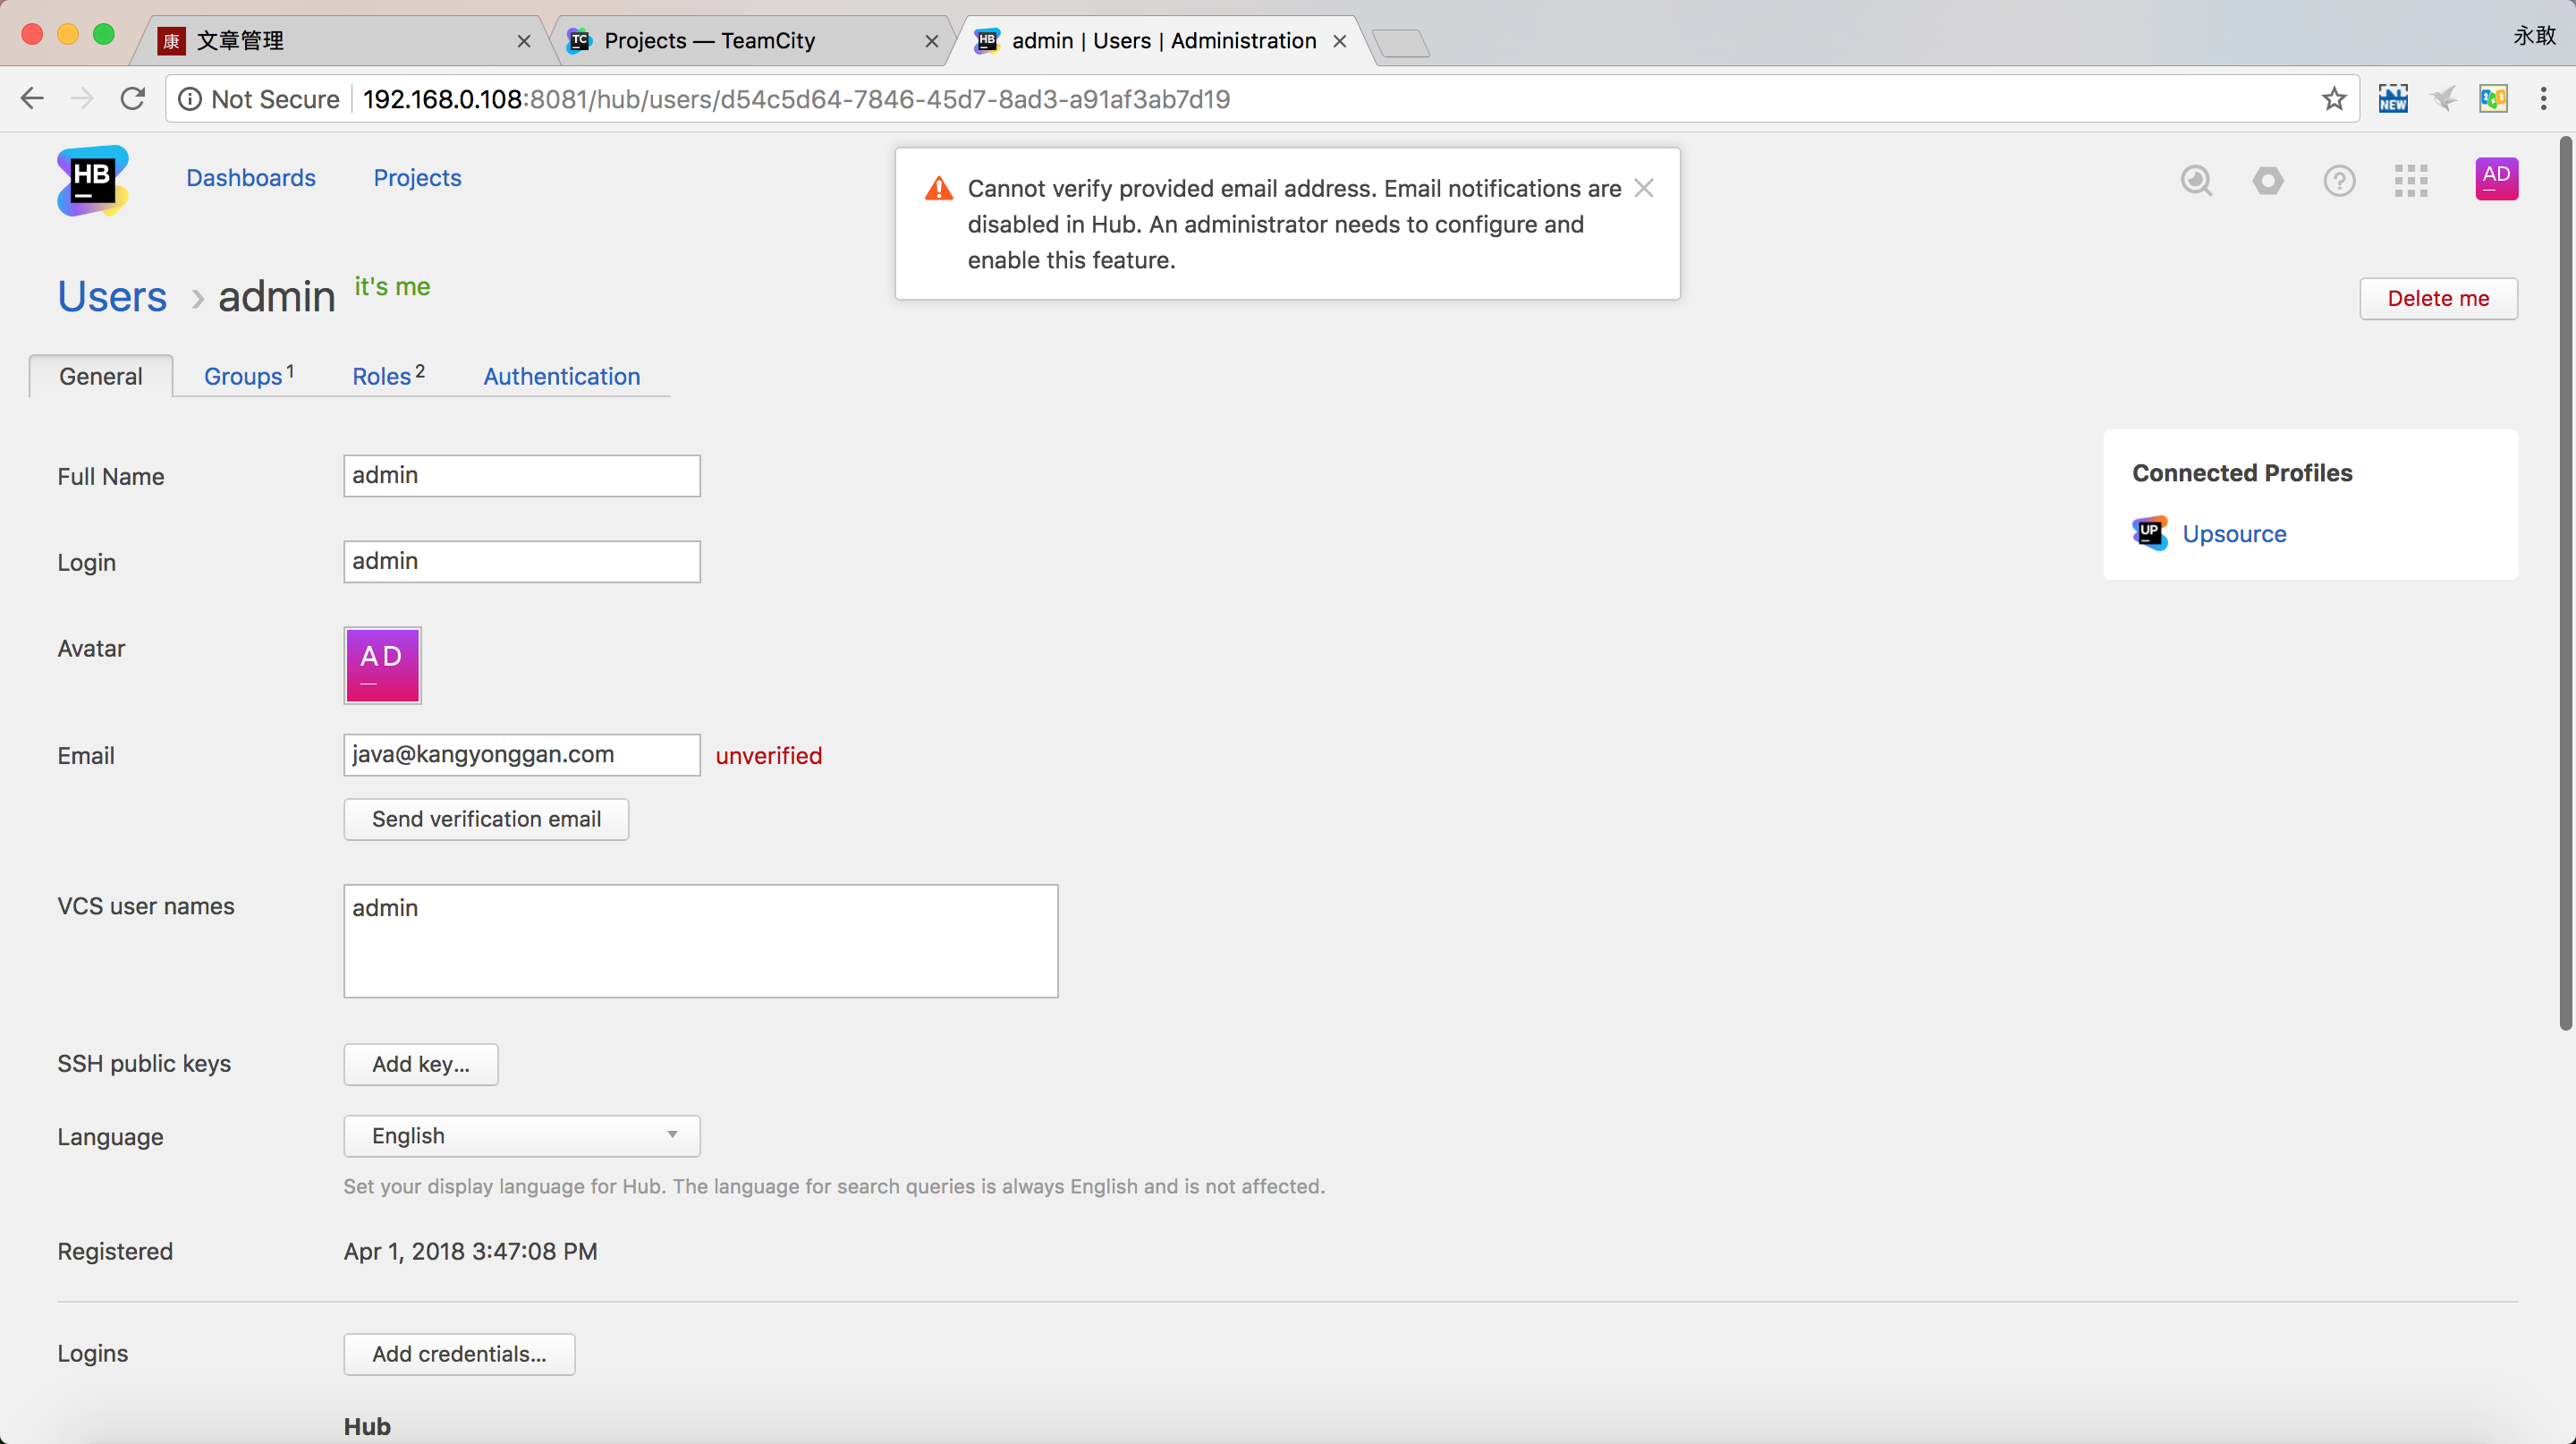 康 文章管理
TC Projects — TeamCity
HB admin | Users | Administration
永敢
Not Secure 192.168.0.108:8081/hub/users/d54c5d64-7846-45d7-8ad3-a91af3ab7d19
NEW
HB Dashboards Projects
AD
Cannot verify provided email address. Email notifications are
disabled in Hub. An administrator needs to configure and
enable this feature.
Users › admin it's me
Delete me
General Groups 1 Roles 2 Authentication
Connected Profiles
UP Upsource
Full Name admin
Login admin
Avatar AD
Email java@kangyonggan.com unverified
Send verification email
VCS user names admin
SSH public keys Add key...
Language English
Set your display language for Hub. The language for search queries is always English and is not affected.
Registered Apr 1, 2018 3:47:08 PM
Logins Add credentials...
Hub